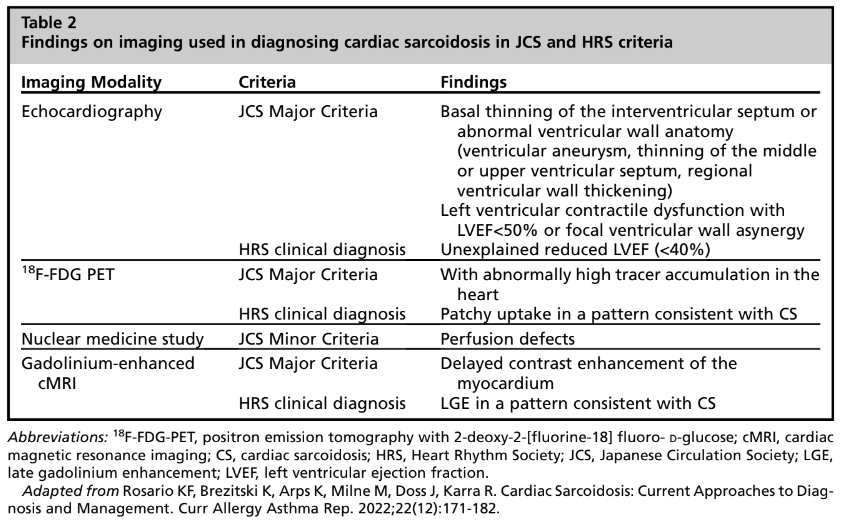 Table 2
Findings on imaging used in diagnosing cardiac sarcoidosis in JCS and HRS criteria
Imaging Modality Criteria Findings
Echocardiography JCS Major Criteria Basal thinning of the interventricular septum or
abnormal ventricular wall anatomy
(ventricular aneurysm, thinning of the middle
or upper ventricular septum, regional
ventricular wall thickening)
Left ventricular contractile dysfunction with
LVEF<50% or focal ventricular wall asynergy
HRS clinical diagnosis Unexplained reduced LVEF (<40%)
¹⁸F-FDG PET JCS Major Criteria With abnormally high tracer accumulation in the
heart
HRS clinical diagnosis Patchy uptake in a pattern consistent with CS
Nuclear medicine study JCS Minor Criteria Perfusion defects
Gadolinium-enhanced JCS Major Criteria Delayed contrast enhancement of the
cMRI myocardium
HRS clinical diagnosis LGE in a pattern consistent with CS
Abbreviations: ¹⁸F-FDG-PET, positron emission tomography with 2-deoxy-2-[fluorine-18] fluoro- D-glucose; cMRI, cardiac
magnetic resonance imaging; CS, cardiac sarcoidosis; HRS, Heart Rhythm Society; JCS, Japanese Circulation Society; LGE,
late gadolinium enhancement; LVEF, left ventricular ejection fraction.
Adapted from Rosario KF, Brezitski K, Arps K, Milne M, Doss J, Karra R. Cardiac Sarcoidosis: Current Approaches to Diag-
nosis and Management. Curr Allergy Asthma Rep. 2022;22(12):171-182.